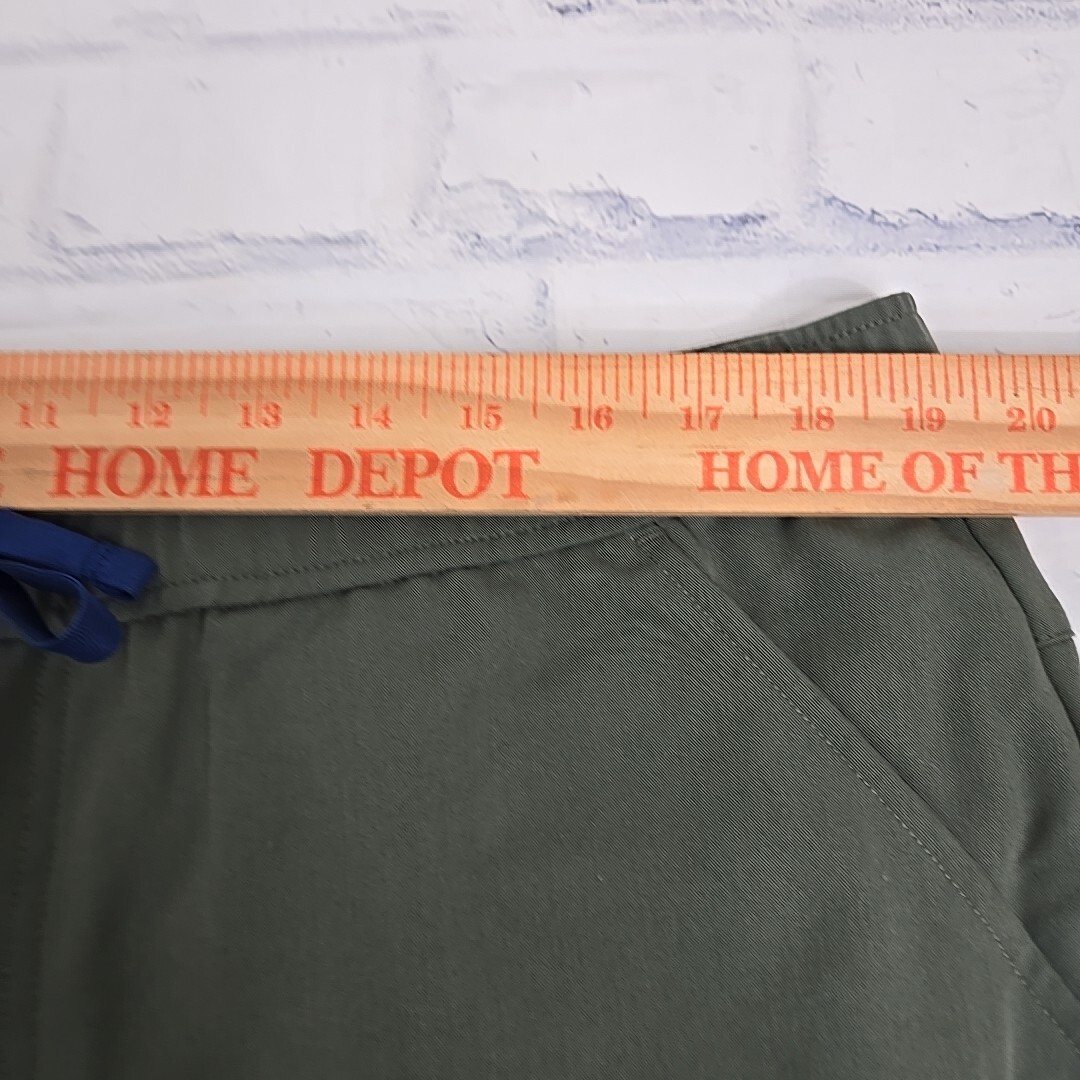 11 12 13 14 15 16 17 18 19 20
HOME DEPOT HOME OF TH